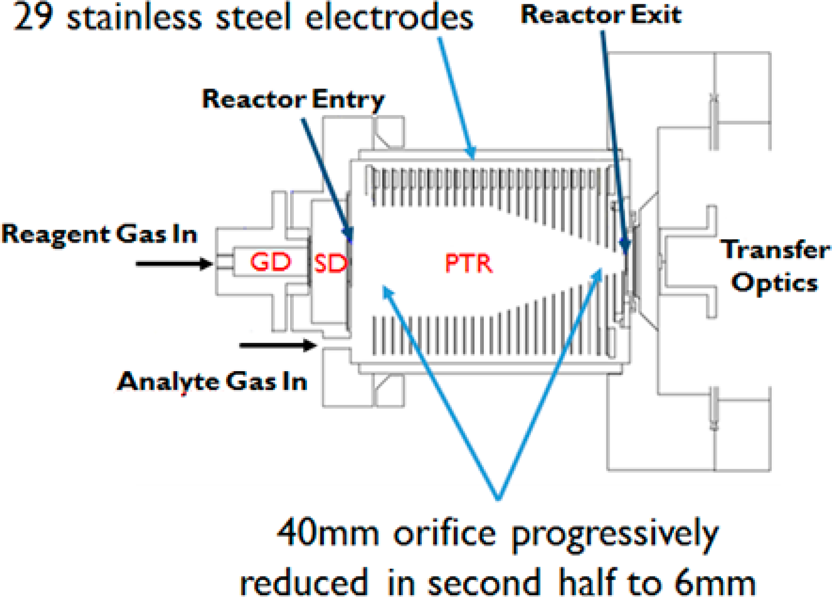 29 stainless steel electrodes
Reactor Exit
Reactor Entry
Reagent Gas In
GD
SD
PTR
Transfer
Optics
Analyte Gas In
40mm orifice progressively
reduced in second half to 6mm